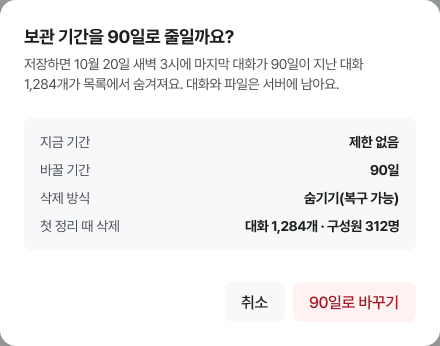 보관 기간을 90일로 줄일까요?
저장하면 10월 20일 새벽 3시에 마지막 대화가 90일이 지난 대화
1,284개가 목록에서 숨겨져요. 대화와 파일은 서버에 남아요.
지금 기간 제한 없음
바꿀 기간 90일
삭제 방식 숨기기(복구 가능)
첫 정리 때 삭제 대화 1,284개 · 구성원 312명
취소 90일로 바꾸기